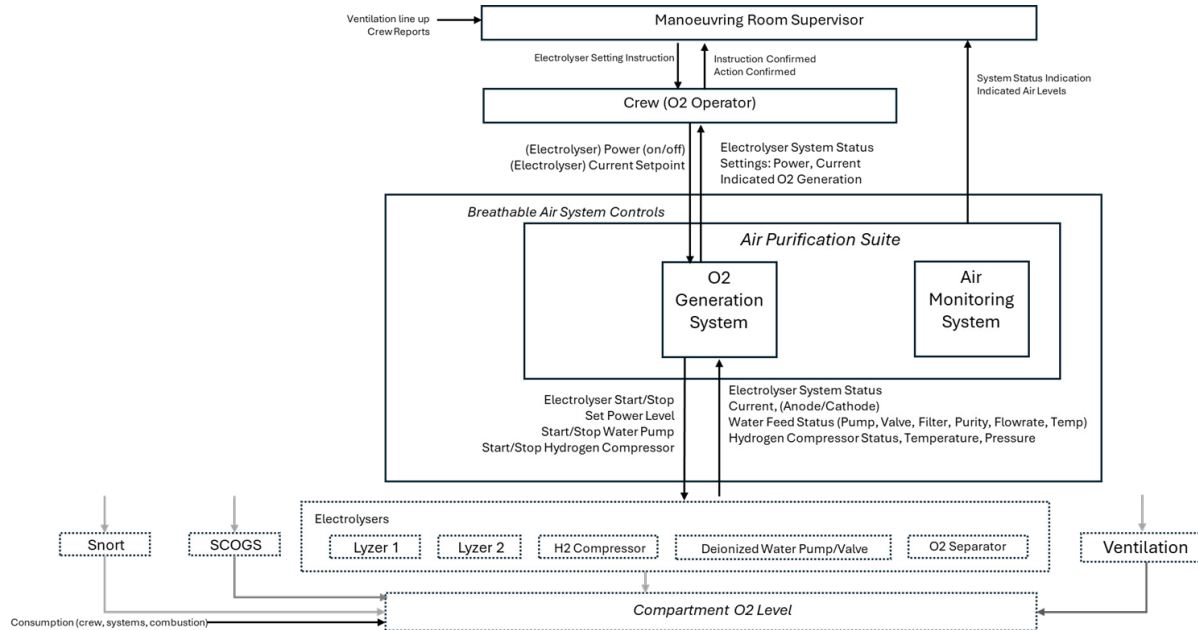 Manoeuvring Room Supervisor
Ventilation line up
Crew Reports
Electrolyser Setting Instruction
Instruction Confirmed
Action Confirmed
System Status Indication
Indicated Air Levels
Crew (O2 Operator)
(Electrolyser) Power (on/off)
(Electrolyser) Current Setpoint
Electrolyser System Status
Settings: Power, Current
Indicated O2 Generation
Breathable Air System Controls
Air Purification Suite
O2
Generation
System
Air
Monitoring
System
Electrolyser Start/Stop
Set Power Level
Start/Stop Water Pump
Start/Stop Hydrogen Compressor
Electrolyser System Status
Current, (Anode/Cathode)
Water Feed Status (Pump, Valve, Filter, Purity, Flowrate, Temp)
Hydrogen Compressor Status, Temperature, Pressure
Snort
SCOGS
Electrolysers
Lyzer 1
Lyzer 2
H2 Compressor
Deionized Water Pump/Valve
O2 Separator
Ventilation
Compartment O2 Level
Consumption (crew, systems, combustion)